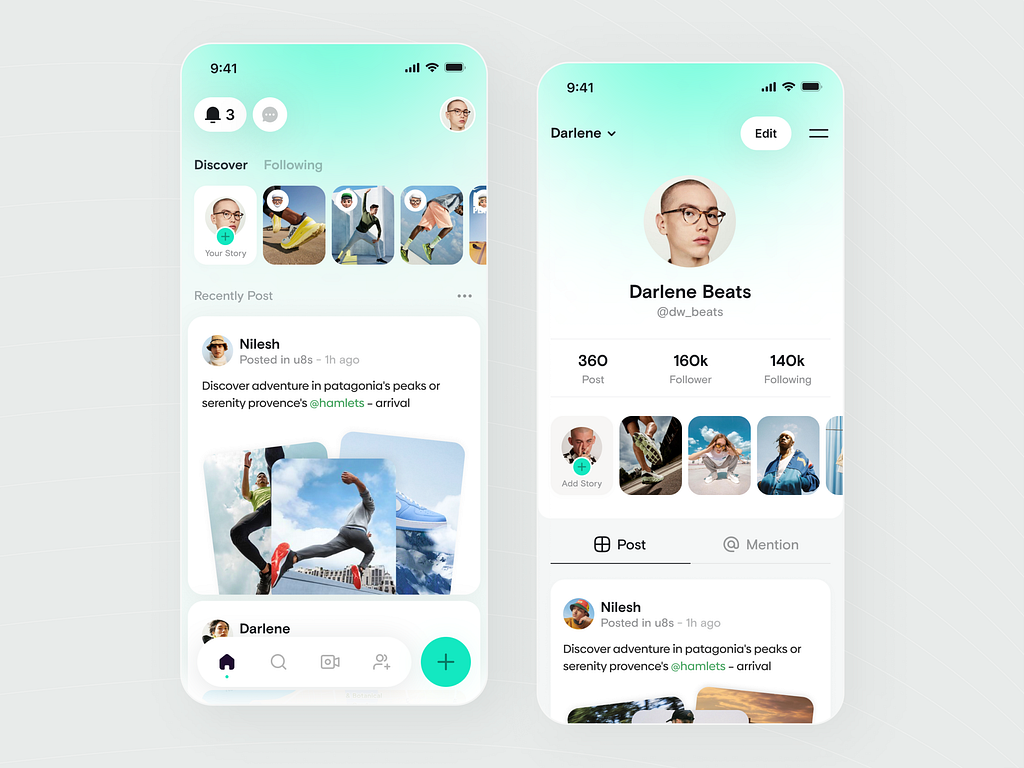 9:41
3
Discover
Following
Your Story
Recently Post
Nilesh
Posted in u8s – 1h ago
Discover adventure in patagonia's peaks or
serenity provence's @hamlets – arrival
Darlene
9:41
Darlene
Edit
Darlene Beats
@dw_beats
360
160k
140k
Post
Follower
Following
Add Story
Post
Mention
Nilesh
Posted in u8s – 1h ago
Discover adventure in patagonia's peaks or
serenity provence's @hamlets – arrival